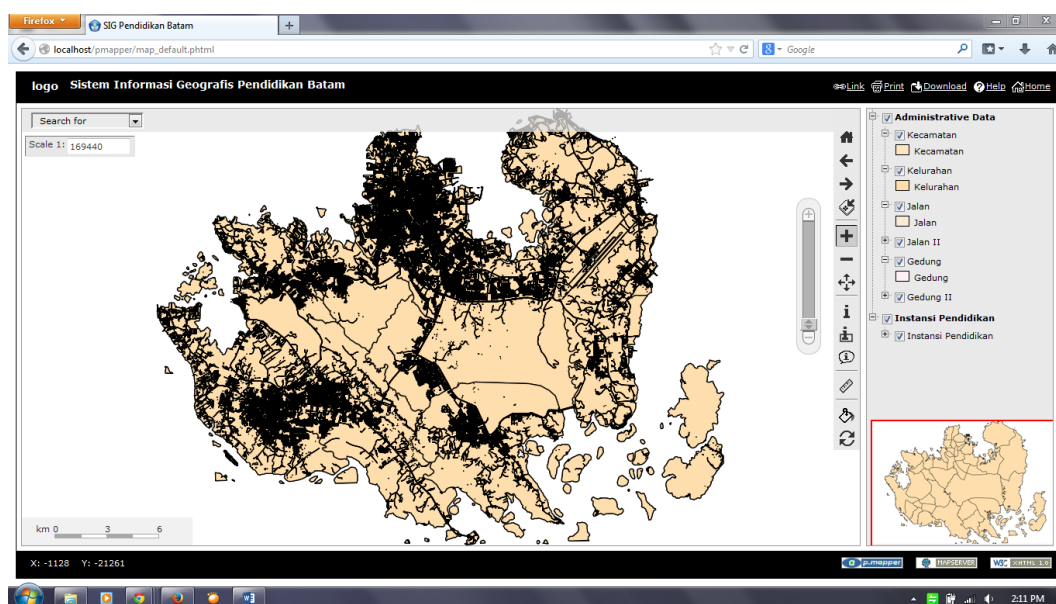 Firefox
SIG Pendidikan Batam
localhost/pmapper/map_default.phtml
Google
logo Sistem Informasi Geografis Pendidikan Batam
Link Print Download Help Home
Search for
Scale 1: 169440
Administrative Data
Kecamatan
Kecamatan
Kelurahan
Kelurahan
Jalan
Jalan
Jalan II
Gedung
Gedung
Gedung II
Instansi Pendidikan
Instansi Pendidikan
km 0 3 6
X: -1128 Y: -21261
p.mapper MAPSERVER W3C XHTML 1.0
2:11 PM